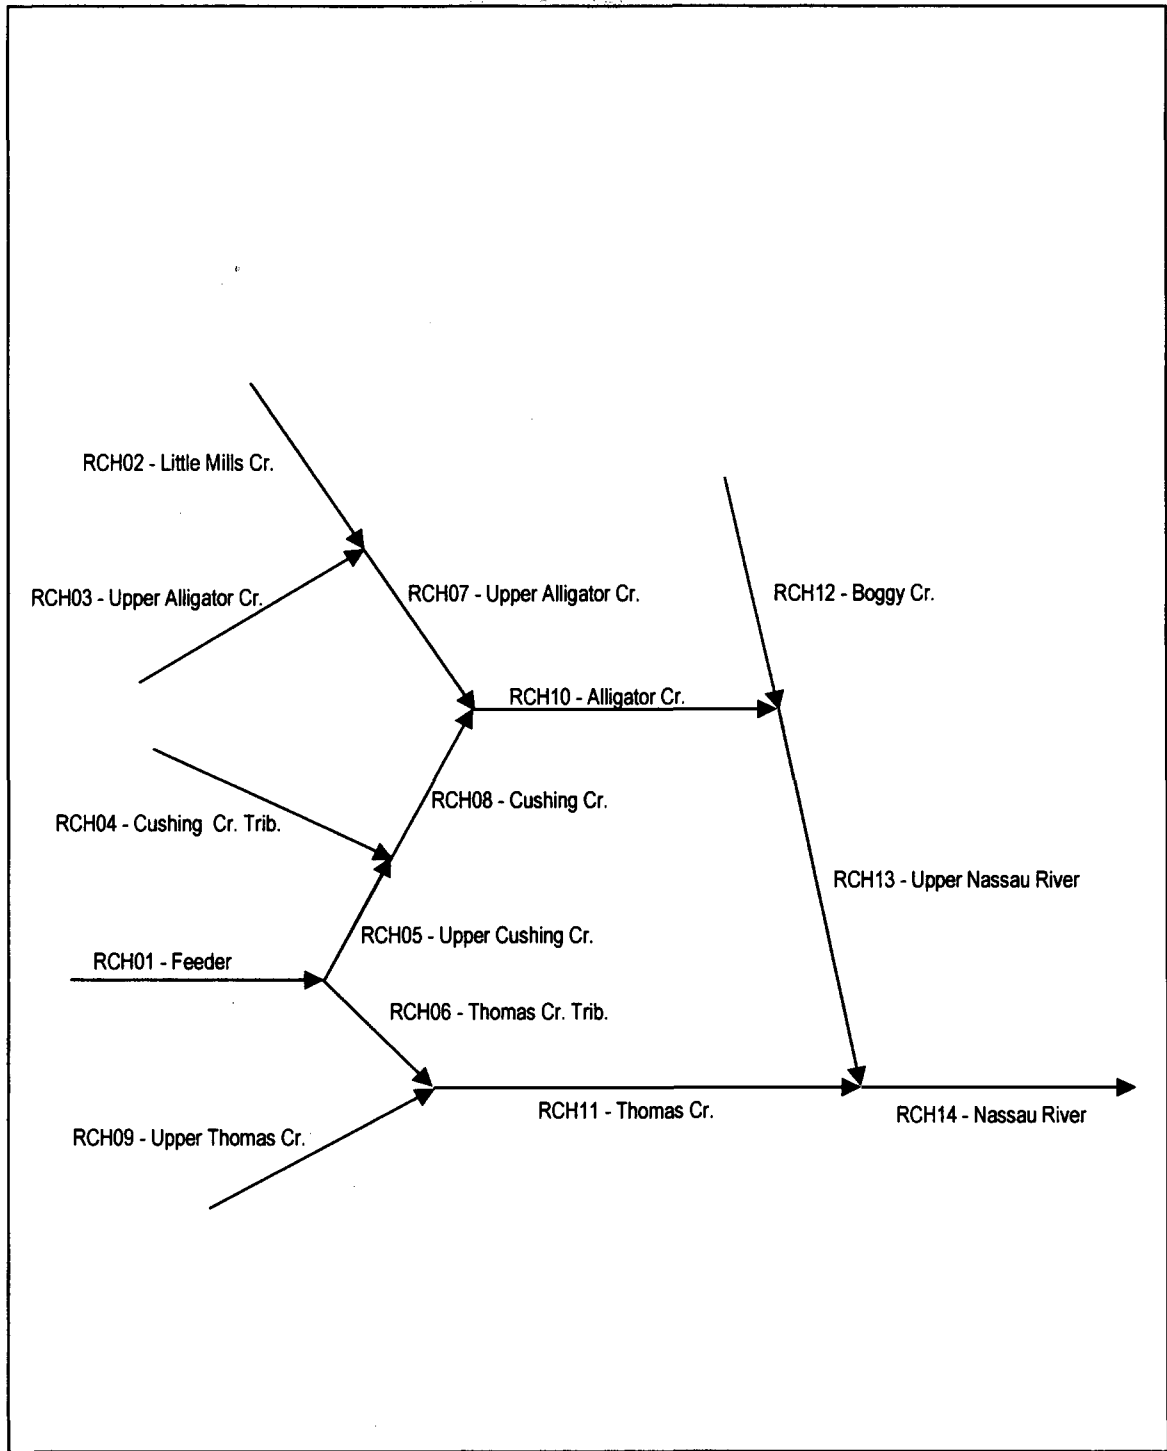 RCH02 - Little Mills Cr.
RCH03 - Upper Alligator Cr.
RCH07 - Upper Alligator Cr.
RCH12 - Boggy Cr.
RCH10 - Alligator Cr.
RCH08 - Cushing Cr.
RCH04 - Cushing Cr. Trib.
RCH13 - Upper Nassau River
RCH05 - Upper Cushing Cr.
RCH01 - Feeder
RCH06 - Thomas Cr. Trib.
RCH11 - Thomas Cr.
RCH14 - Nassau River
RCH09 - Upper Thomas Cr.